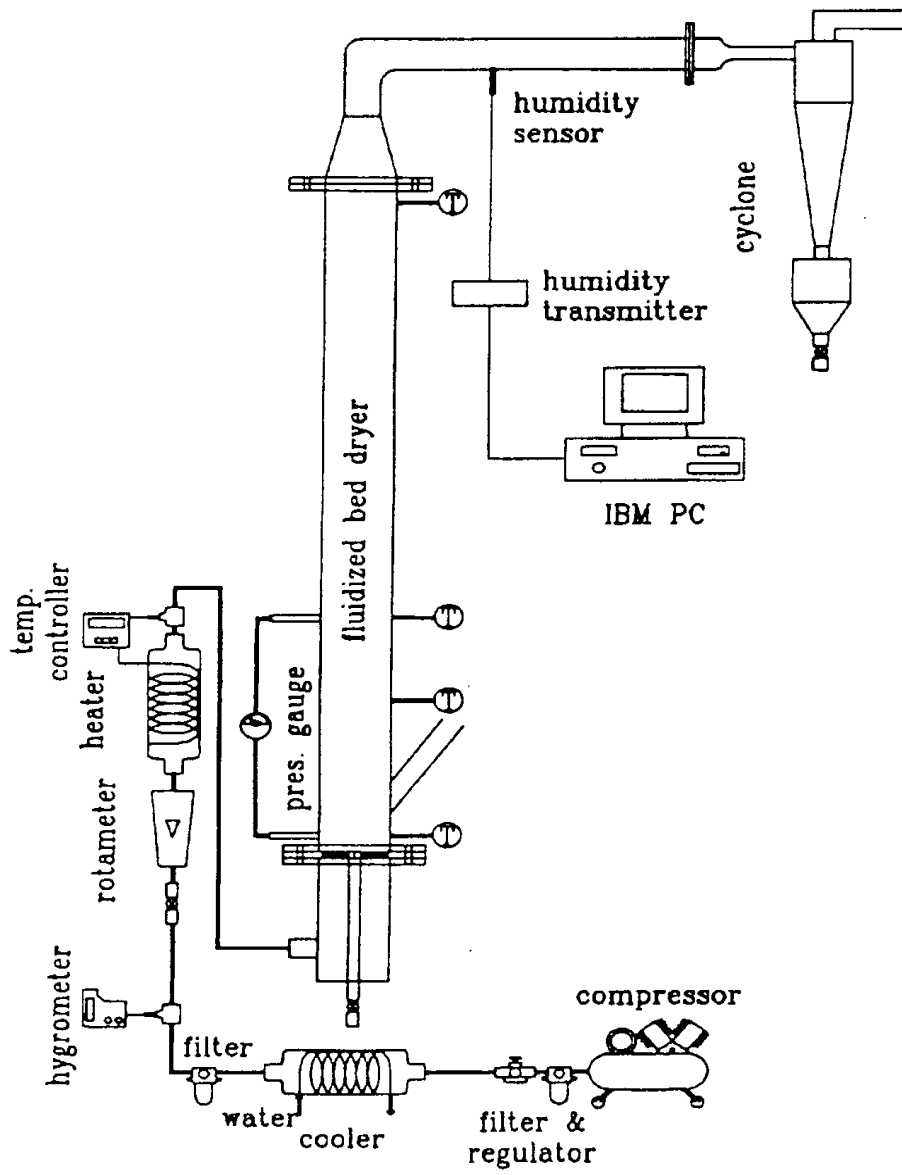 humidity
sensor
cyclone
humidity
transmitter
IBM PC
fluidized bed dryer
temp.
controller
heater
pres. gauge
rotameter
hygrometer
filter
water
cooler
filter &
regulator
compressor
T
T
T
T